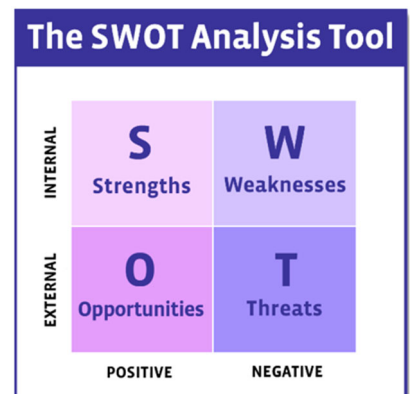 The SWOT Analysis Tool
INTERNAL
S
Strengths
W
Weaknesses
EXTERNAL
O
Opportunities
T
Threats
POSITIVE
NEGATIVE